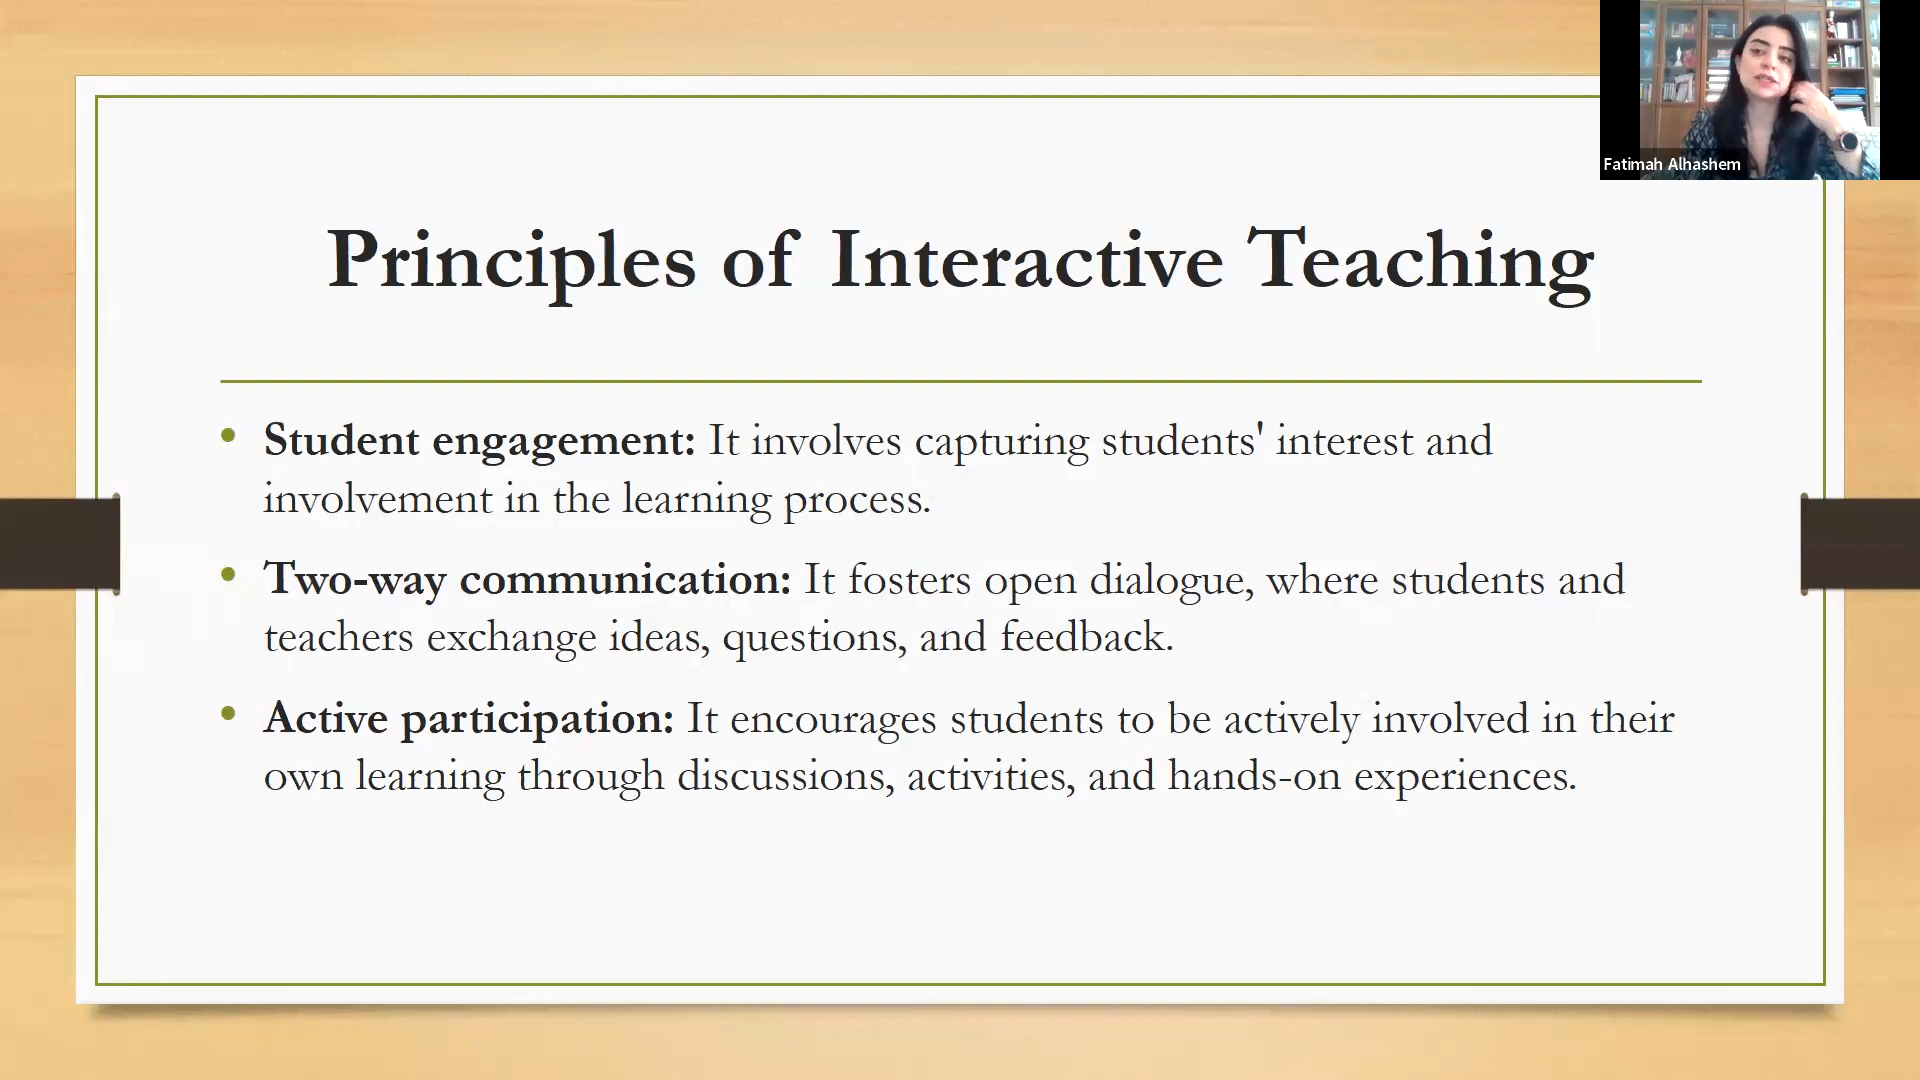 Fatimah Alhashem
Principles of Interactive Teaching
• Student engagement: It involves capturing students' interest and
involvement in the learning process.
• Two-way communication: It fosters open dialogue, where students and
teachers exchange ideas, questions, and feedback.
• Active participation: It encourages students to be actively involved in their
own learning through discussions, activities, and hands-on experiences.